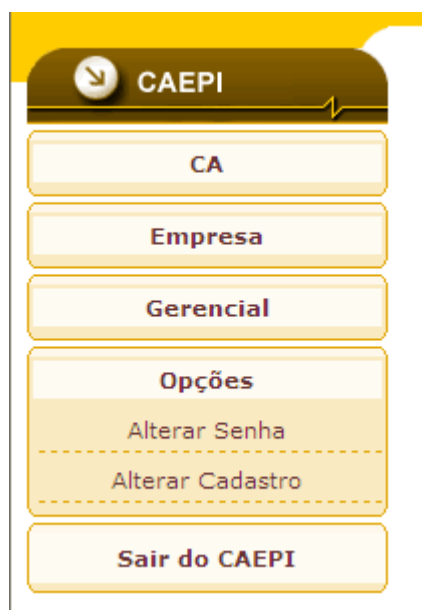 CAEPI
CA
Empresa
Gerencial
Opções
Alterar Senha
Alterar Cadastro
Sair do CAEPI